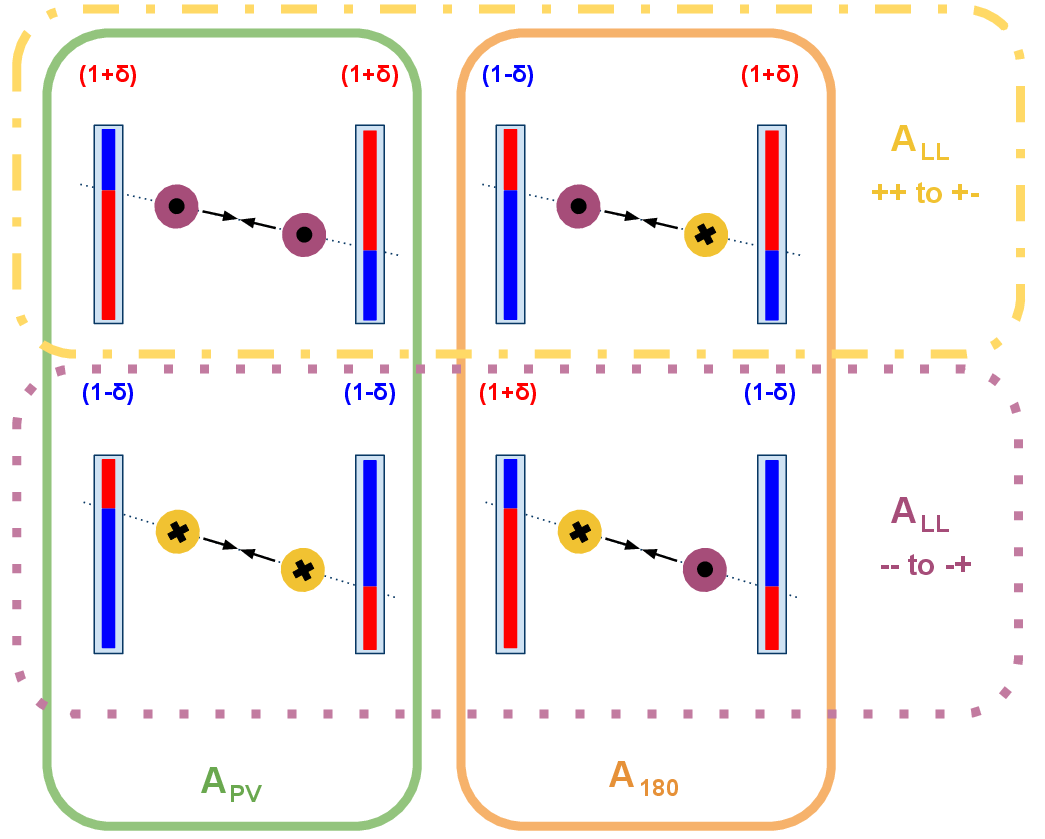 (1+δ) (1+δ) (1-δ) (1+δ)
A_LL
++ to +-
(1-δ) (1-δ) (1+δ) (1-δ)
A_LL
-- to -+
A_PV A_180